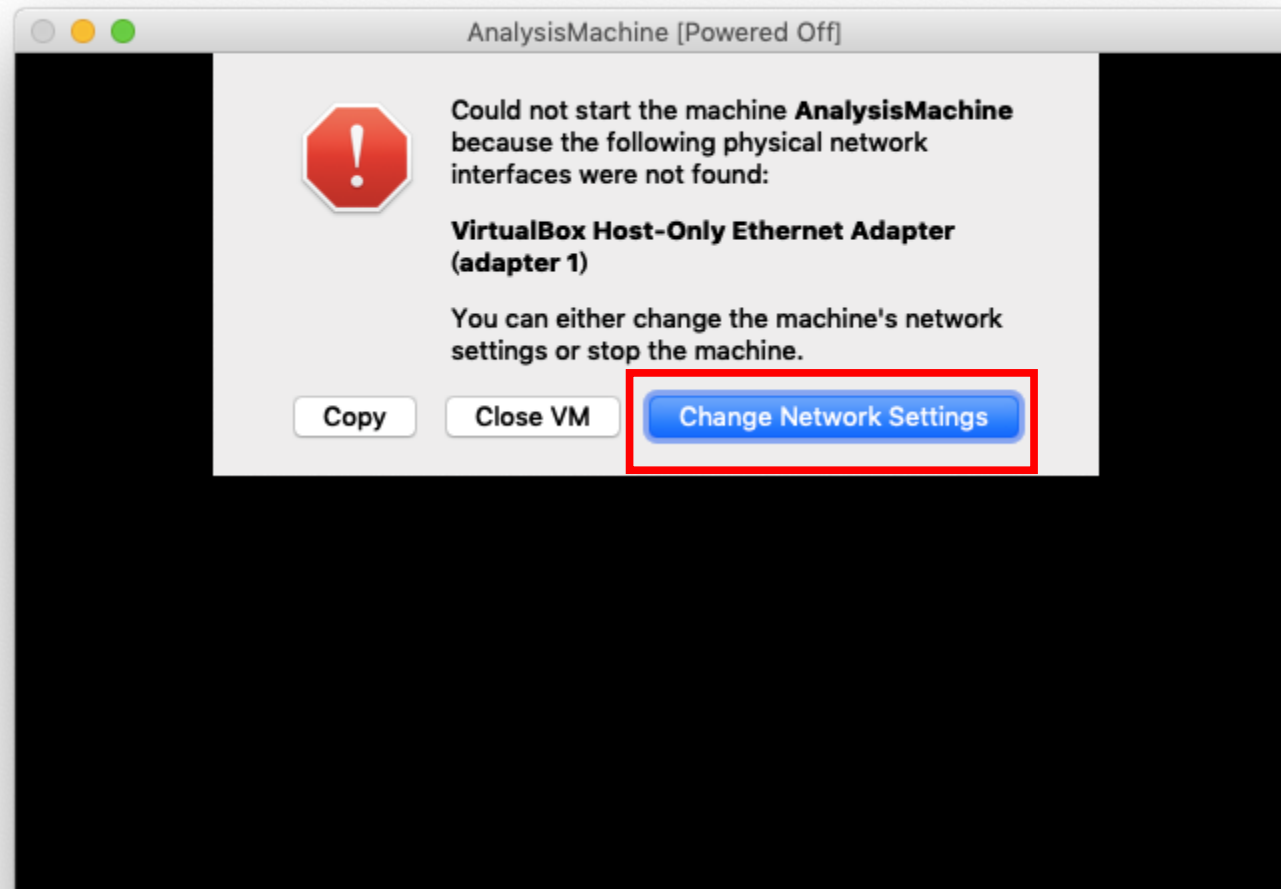 AnalysisMachine [Powered Off]
Could not start the machine AnalysisMachine
because the following physical network
interfaces were not found:
VirtualBox Host-Only Ethernet Adapter
(adapter 1)
You can either change the machine's network
settings or stop the machine.
Copy
Close VM
Change Network Settings